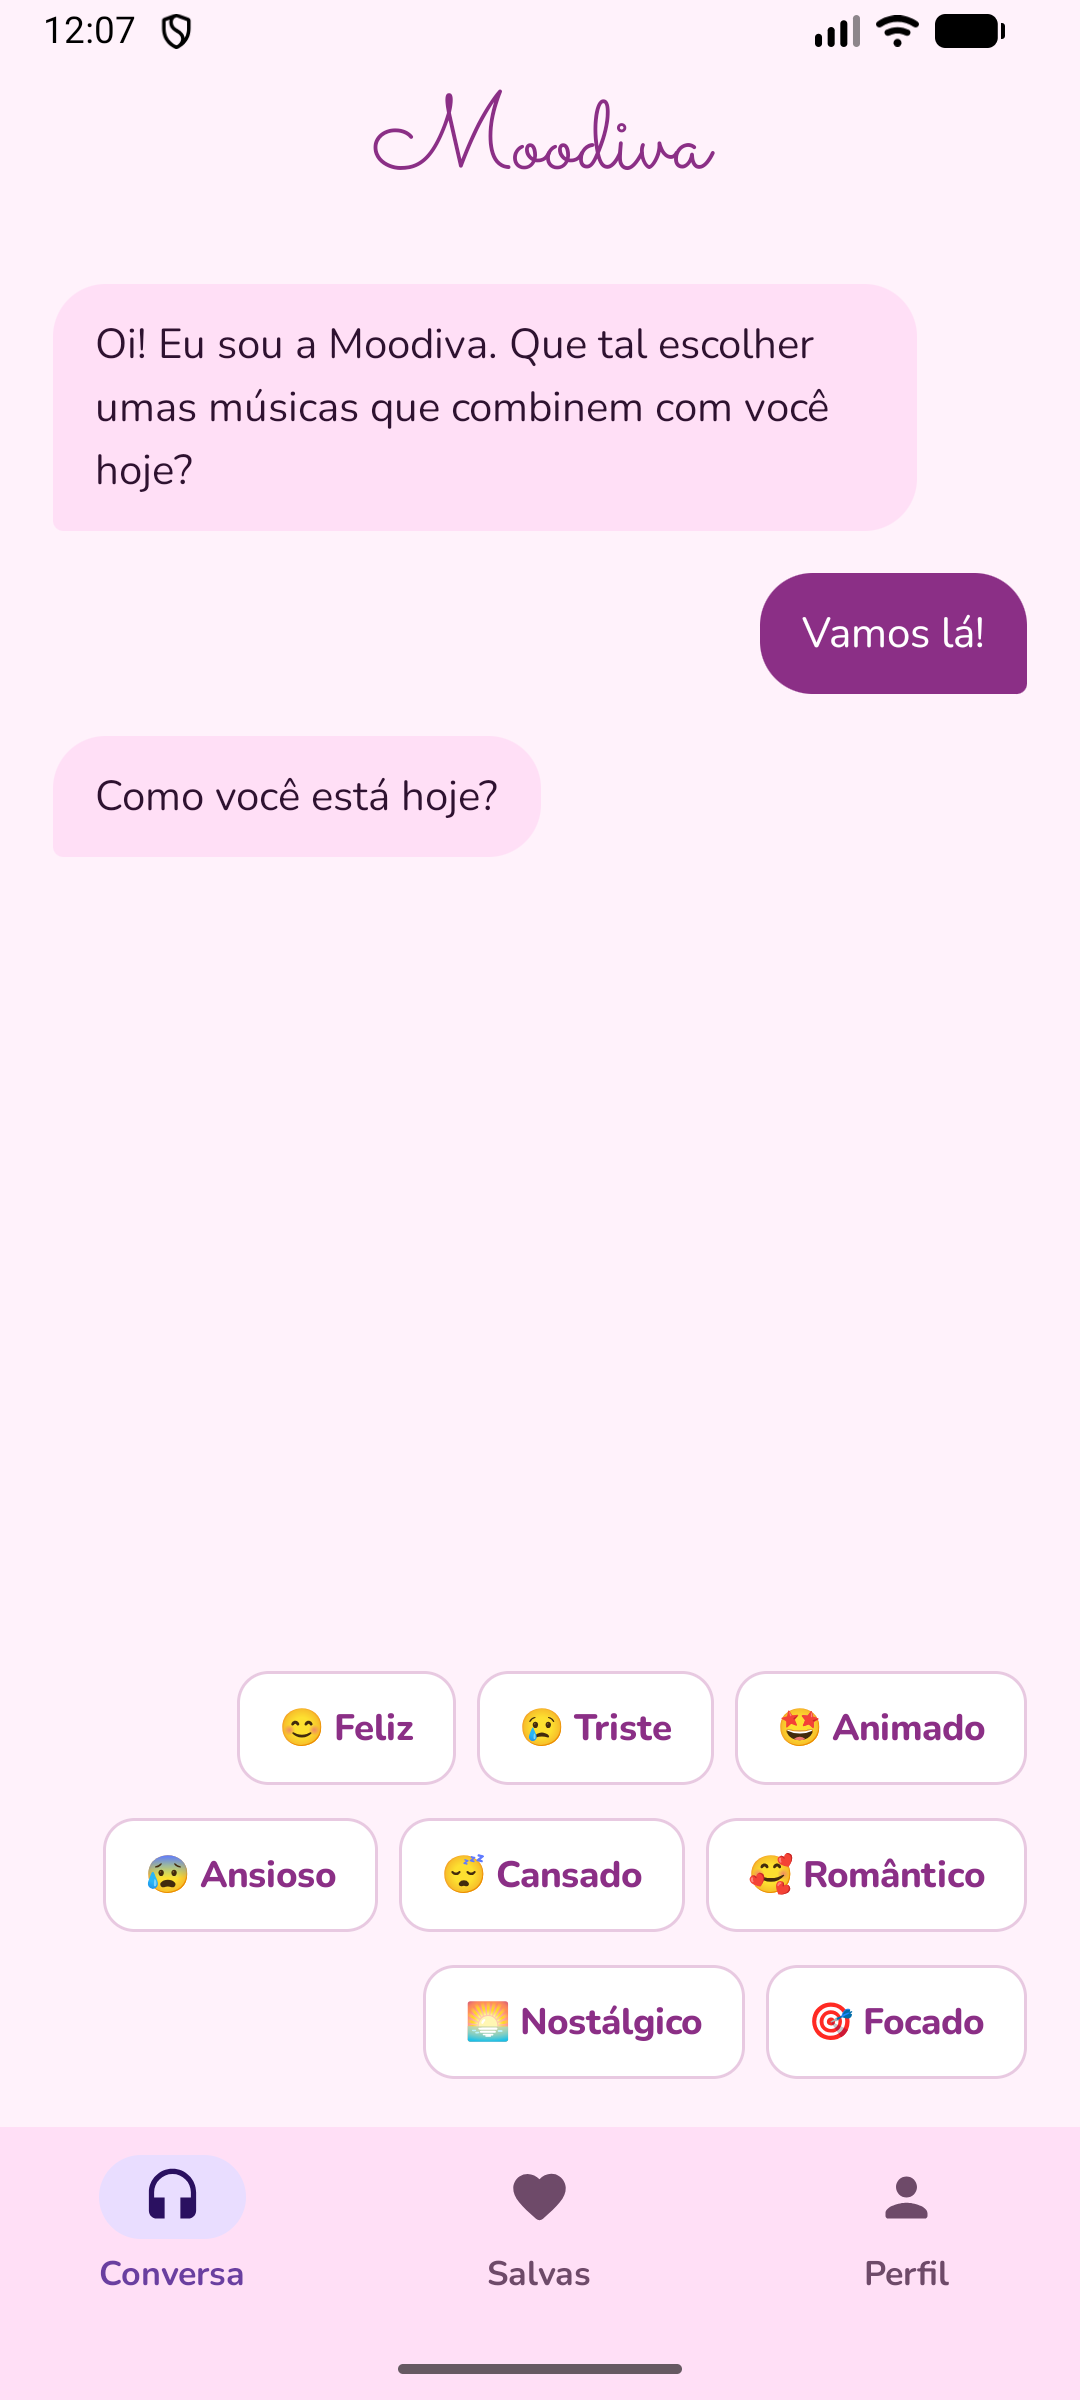 12:07
Moodiva
Oi! Eu sou a Moodiva. Que tal escolher
umas músicas que combinem com você
hoje?
Vamos lá!
Como você está hoje?
😊 Feliz
😢 Triste
🤩 Animado
😰 Ansioso
😴 Cansado
🥰 Romântico
🌅 Nostálgico
🎯 Focado
Conversa
Salvas
Perfil